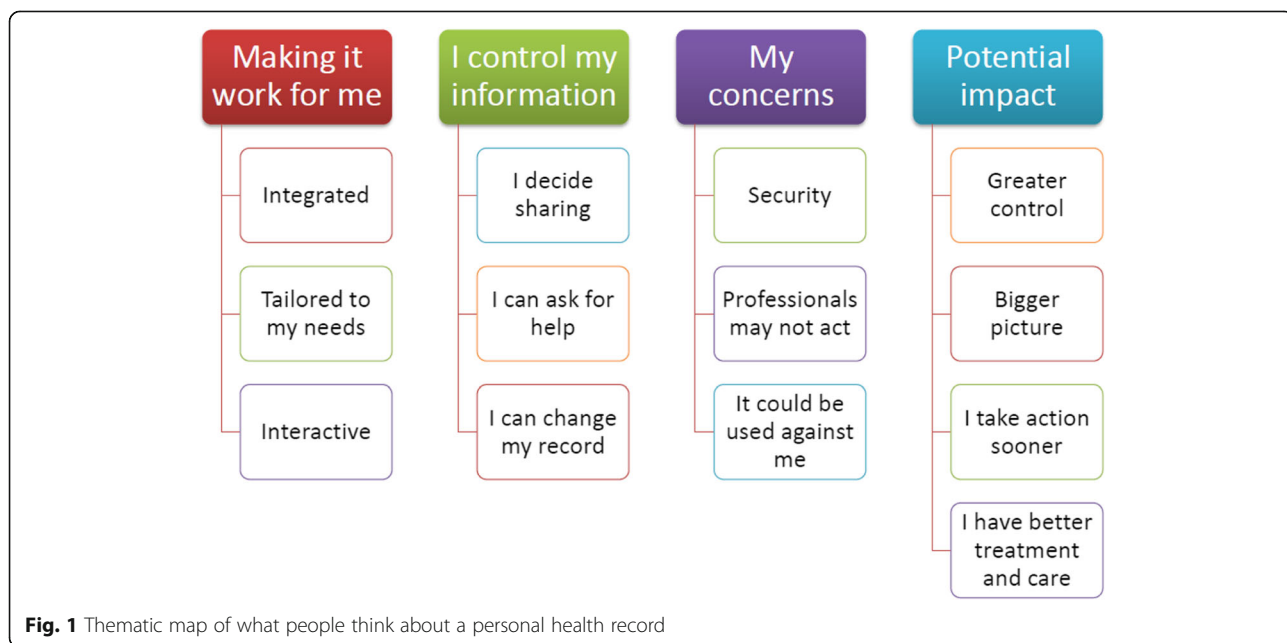 Making it
work for me
Integrated
Tailored to
my needs
Interactive
I control my
information
I decide
sharing
I can ask for
help
I can change
my record
My
concerns
Security
Professionals
may not act
It could be
used against
me
Potential
impact
Greater
control
Bigger
picture
I take action
sooner
I have better
treatment
and care
Fig. 1 Thematic map of what people think about a personal health record